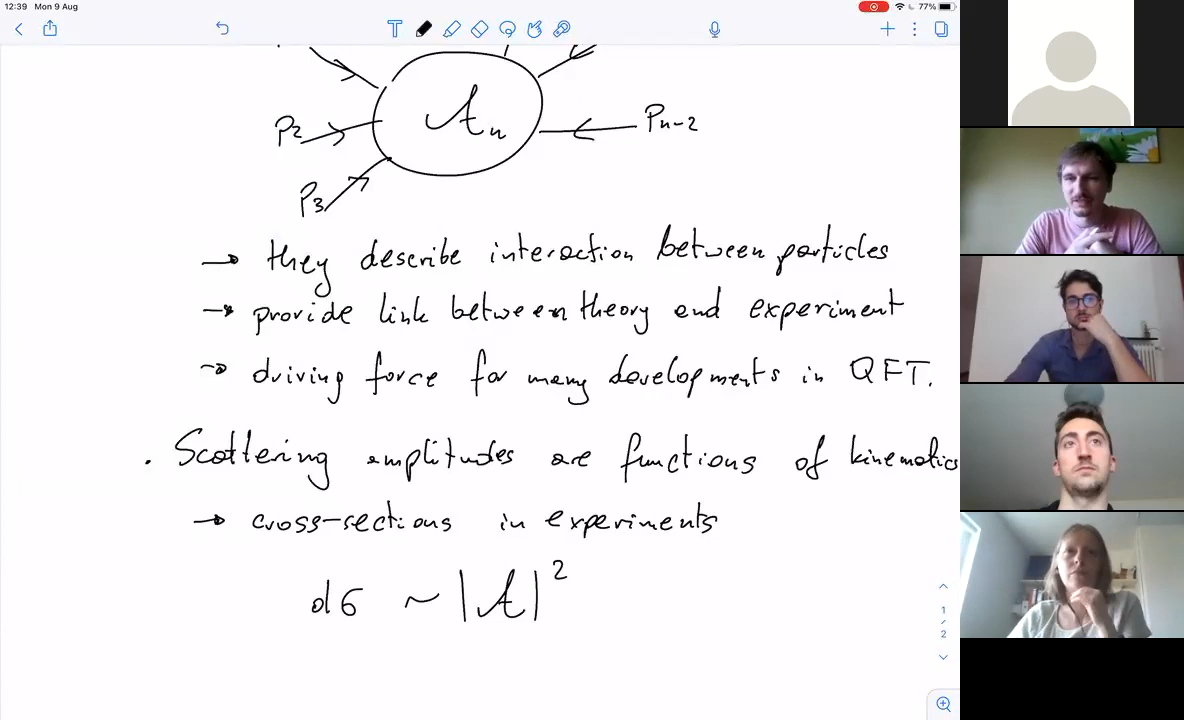 12:39 Mon 9 Aug
77%
T
𝒜n
P2
Pn-2
P3
→ they describe interaction between particles
→ provide link between theory and experiment
→ driving force for many developments in QFT.
. Scattering amplitudes are functions of kinematics
→ cross-sections in experiments
dσ ~ |𝒜|²
1
/
2